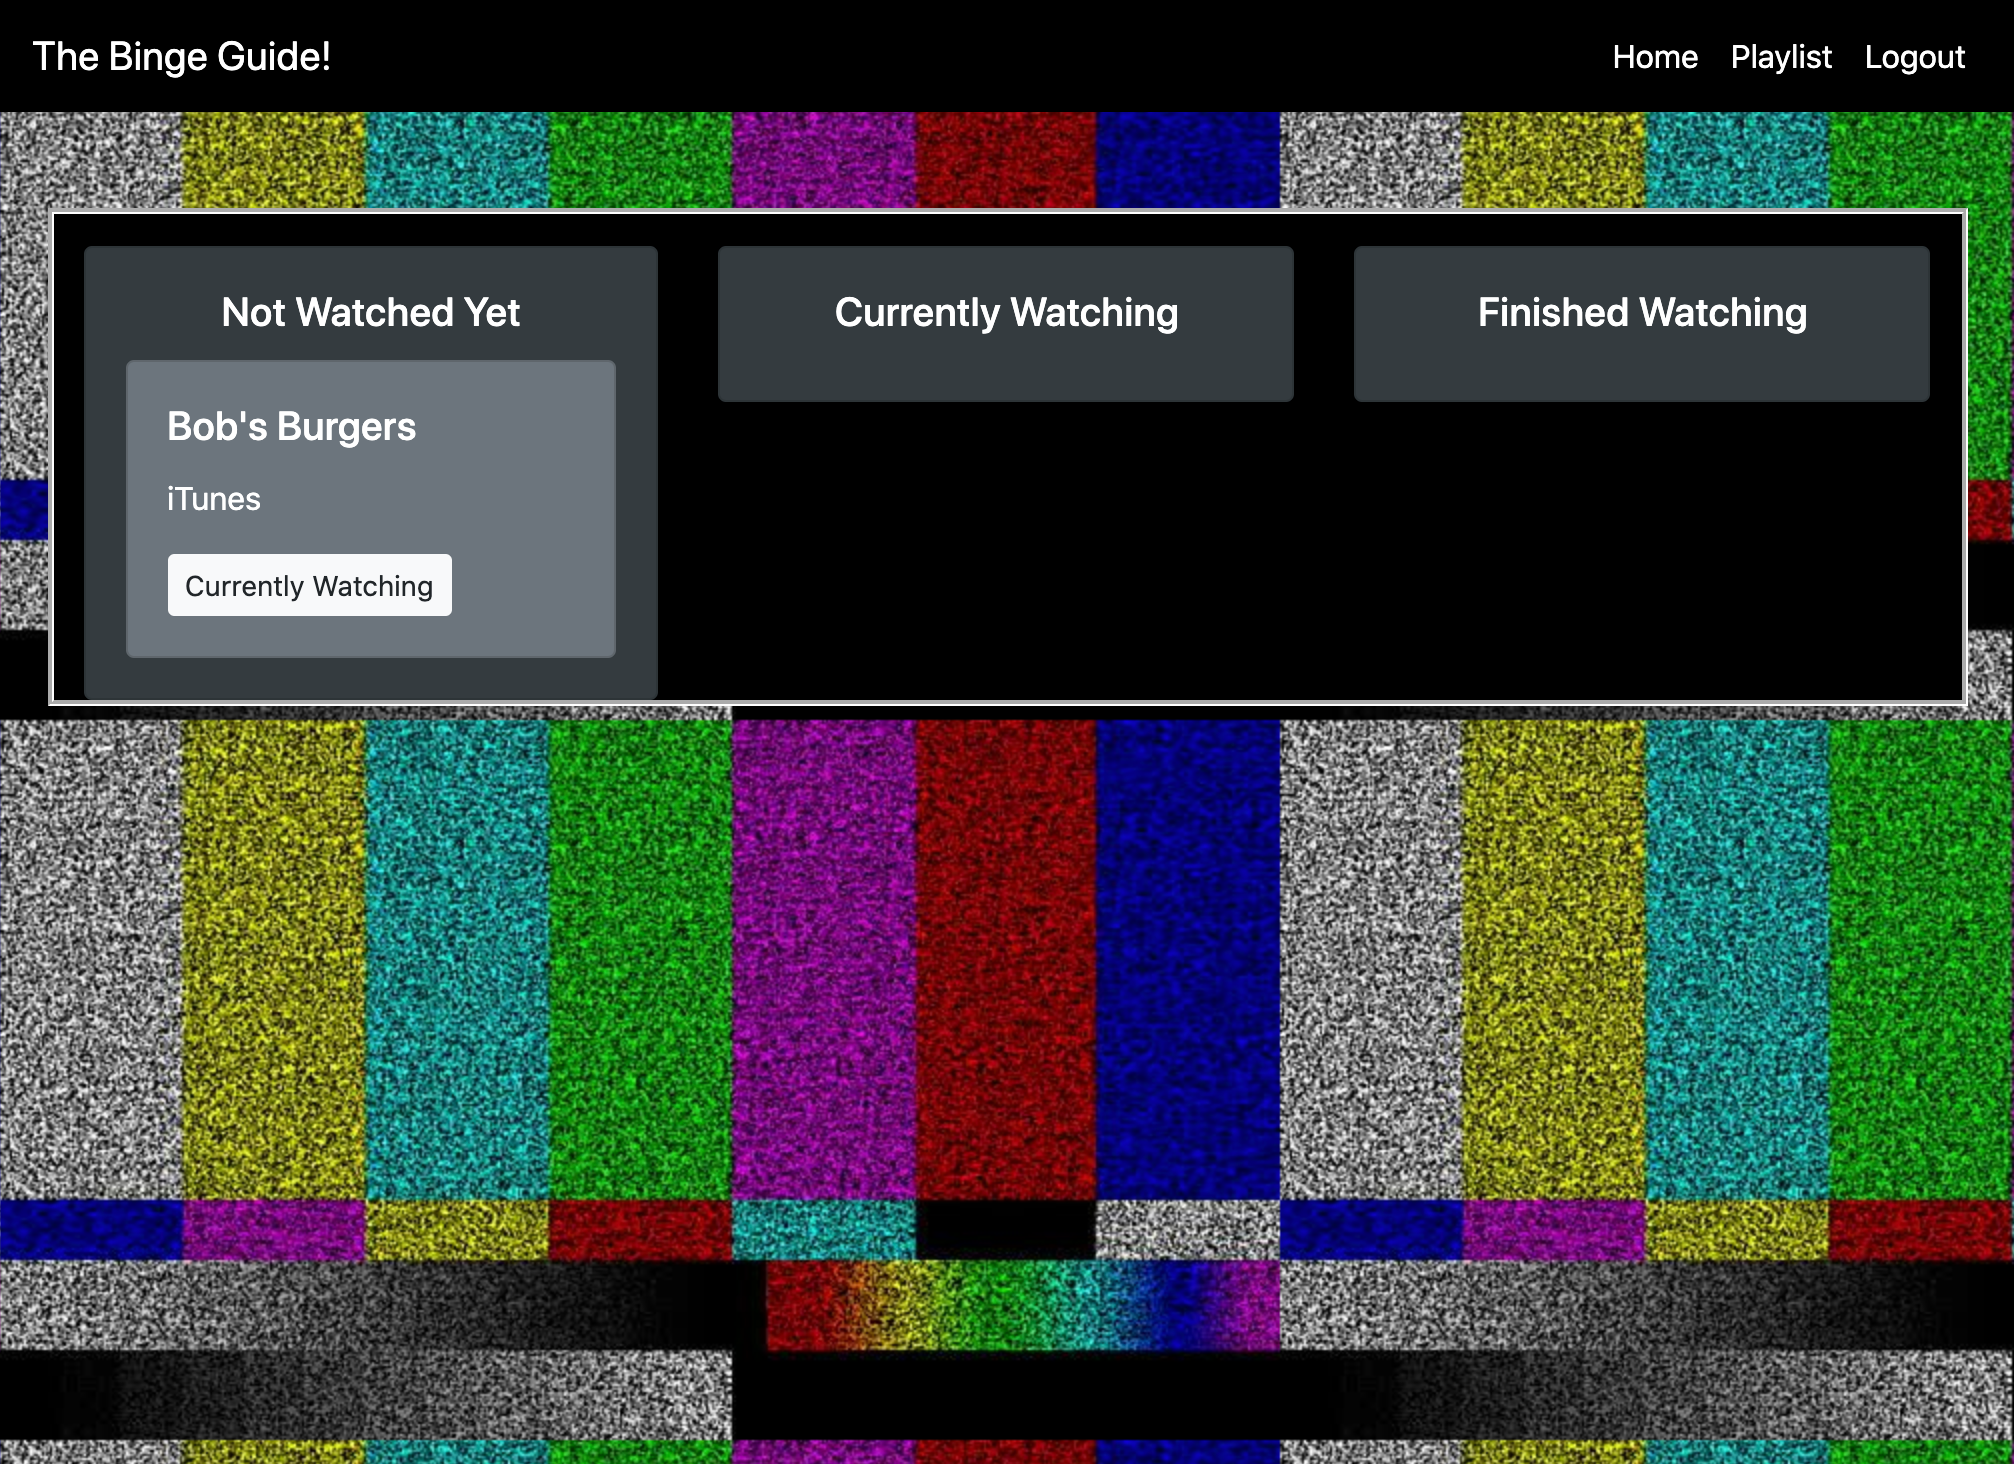 The Binge Guide!
Home Playlist Logout
Not Watched Yet
Currently Watching
Finished Watching
Bob's Burgers
iTunes
Currently Watching